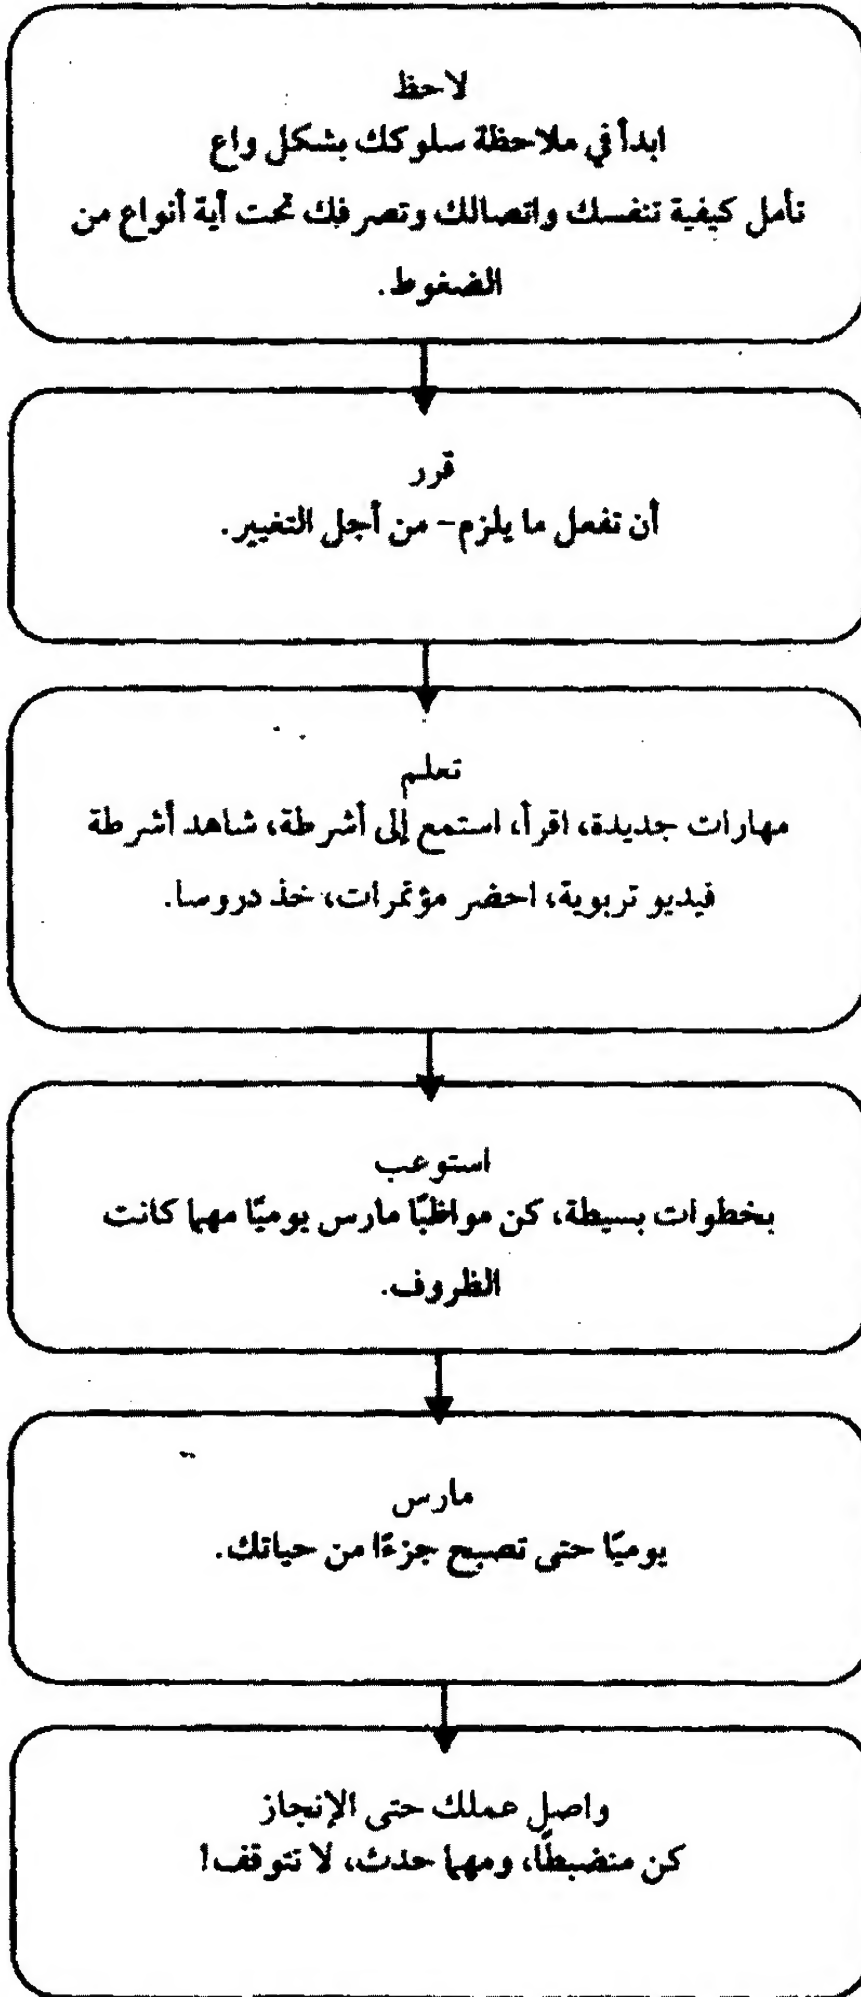 لاحظ
ابدأ في ملاحظة سلوكك بشكل واع
تأمل كيفية تنفسك واتصالك وتصرفك تحت أية أنواع من
الضغوط.
قرر
أن تفعل ما يلزم- من أجل التغيير.
تعلم
مهارات جديدة، اقرأ، استمع إلى أشرطة، شاهد أشرطة
فيديو تربوية، احضر مؤتمرات، خذ دروسا.
استوعب
بخطوات بسيطة، كن مواظبًا مارس يوميًا مهما كانت
الظروف.
مارس
يوميًا حتى تصبح جزءًا من حياتك.
واصل عملك حتى الإنجاز
كن منضبطًا، ومهما حدث، لا تتوقف!